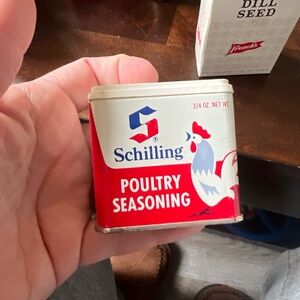 DILL
SEED
French's
3/4 OZ. NET WT
S
®
Schilling
POULTRY
SEASONING